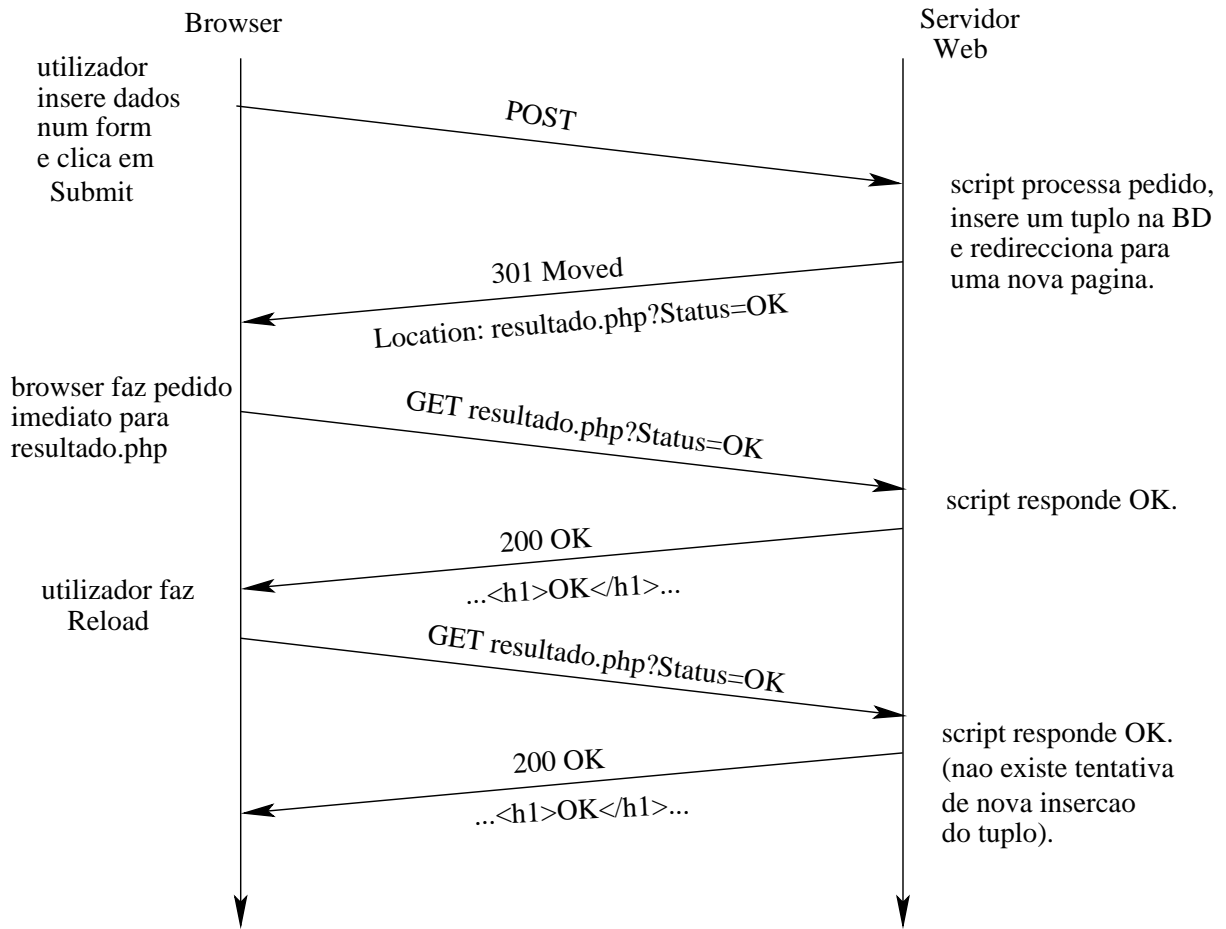 Browser
Servidor
Web
utilizador
insere dados
num form
e clica em
Submit
POST
script processa pedido,
insere um tuplo na BD
e redirecciona para
uma nova pagina.
301 Moved
Location: resultado.php?Status=OK
browser faz pedido
imediato para
resultado.php
GET resultado.php?Status=OK
script responde OK.
200 OK
...<h1>OK</h1>...
utilizador faz
Reload
GET resultado.php?Status=OK
script responde OK.
(nao existe tentativa
de nova insercao
do tuplo).
200 OK
...<h1>OK</h1>...